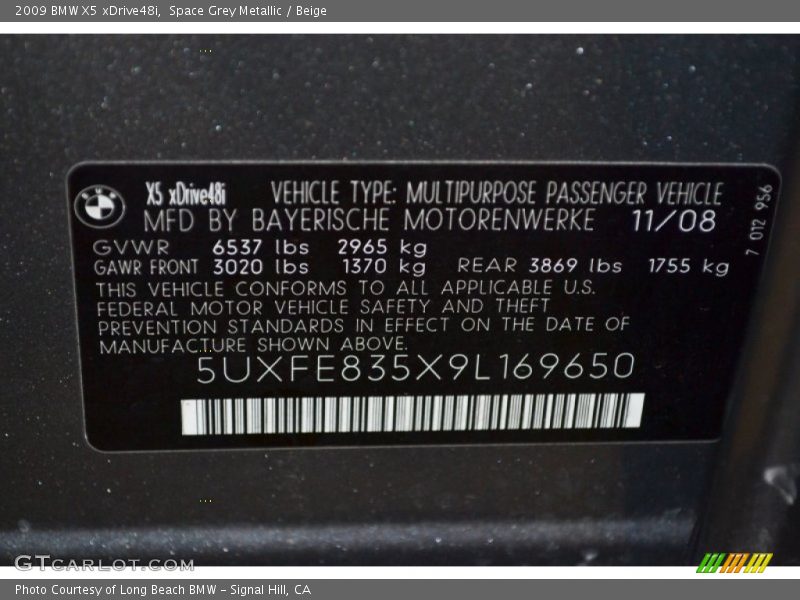 2009 BMW X5 xDrive48i, Space Grey Metallic / Beige
X5 xDrive48i VEHICLE TYPE: MULTIPURPOSE PASSENGER VEHICLE
MFD BY BAYERISCHE MOTORENWERKE 11/08
GVWR 6537 lbs 2965 kg
GAWR FRONT 3020 lbs 1370 kg REAR 3869 lbs 1755 kg
THIS VEHICLE CONFORMS TO ALL APPLICABLE U.S.
FEDERAL MOTOR VEHICLE SAFETY AND THEFT
PREVENTION STANDARDS IN EFFECT ON THE DATE OF
MANUFACTURE SHOWN ABOVE.
5UXFE835X9L169650
7 012 956
GTCARLOT.COM
Photo Courtesy of Long Beach BMW - Signal Hill, CA